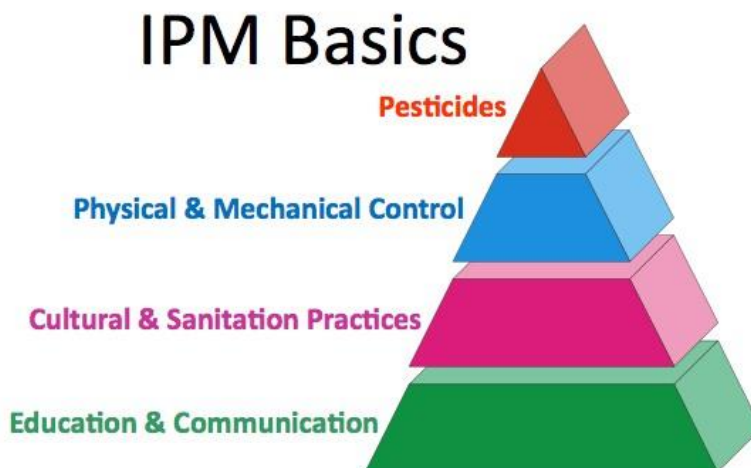 IPM Basics
Pesticides
Physical & Mechanical Control
Cultural & Sanitation Practices
Education & Communication